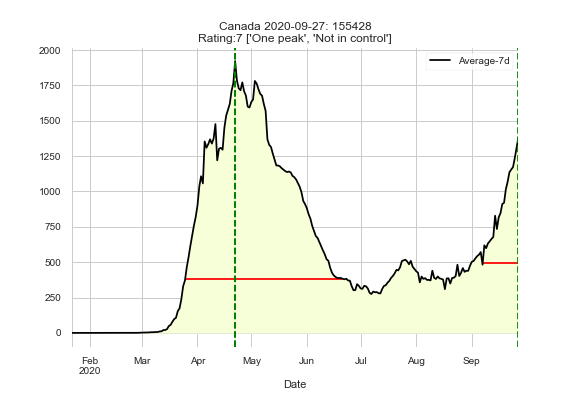 Canada 2020-09-27: 155428
Rating:7 ['One peak', 'Not in control']
Average-7d
2000
1750
1500
1250
1000
750
500
250
0
Feb Mar Apr May Jun Jul Aug Sep
2020
Date